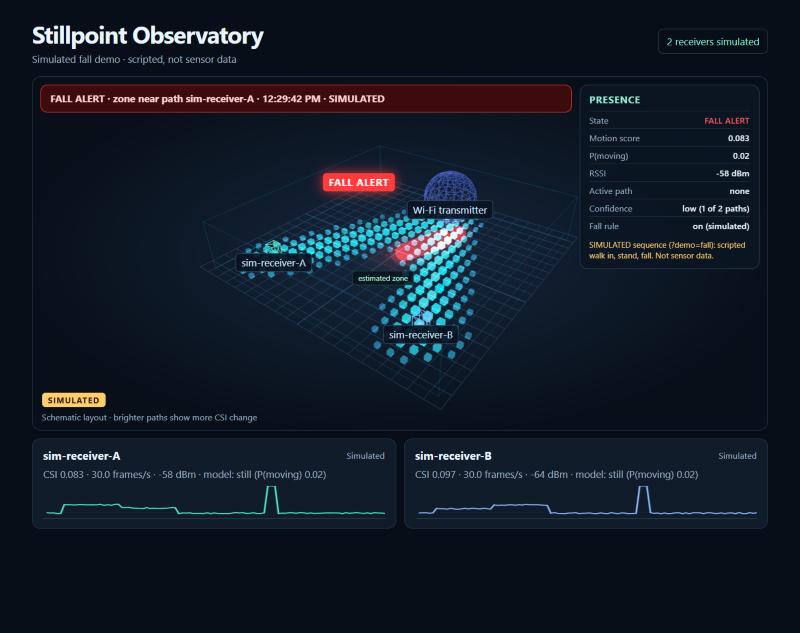 Stillpoint Observatory
Simulated fall demo · scripted, not sensor data
2 receivers simulated
FALL ALERT · zone near path sim-receiver-A · 12:29:42 PM · SIMULATED
FALL ALERT
Wi-Fi transmitter
sim-receiver-A
estimated zone
sim-receiver-B
SIMULATED
Schematic layout · brighter paths show more CSI change
PRESENCE
State FALL ALERT
Motion score 0.083
P(moving) 0.02
RSSI -58 dBm
Active path none
Confidence low (1 of 2 paths)
Fall rule on (simulated)
SIMULATED sequence (?demo=fall): scripted
walk in, stand, fall. Not sensor data.
sim-receiver-A Simulated
CSI 0.083 · 30.0 frames/s · -58 dBm · model: still (P(moving) 0.02)
sim-receiver-B Simulated
CSI 0.097 · 30.0 frames/s · -64 dBm · model: still (P(moving) 0.02)